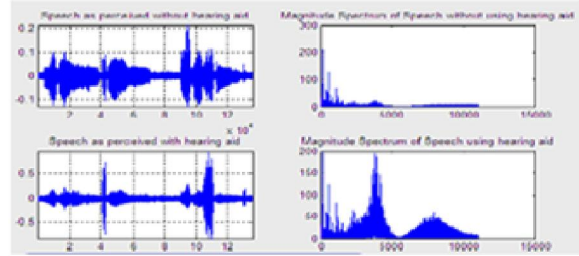 Speech as perceived without hearing aid
0.2
0.1
0
-0.1
2 4 6 8 10 12
x 10
Magnitude Spectrum of Speech without using hearing aid
300
200
100
0
0 5000 10000 15000
Speech as perceived with hearing aid
0.5
0
-0.5
2 4 6 8 10 12
Magnitude Spectrum of Speech using hearing aid
200
150
100
50
0
0 5000 10000 15000